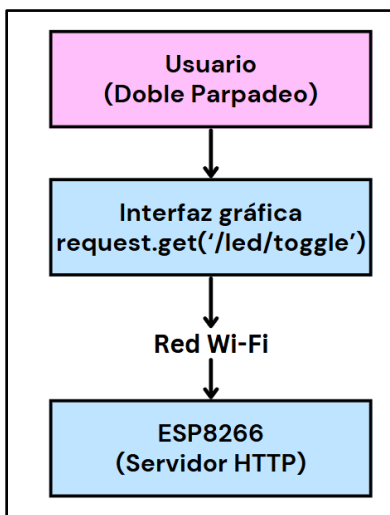 Usuario
(Doble Parpadeo)
Interfaz gráfica
request.get(‘/led/toggle’)
Red Wi-Fi
ESP8266
(Servidor HTTP)